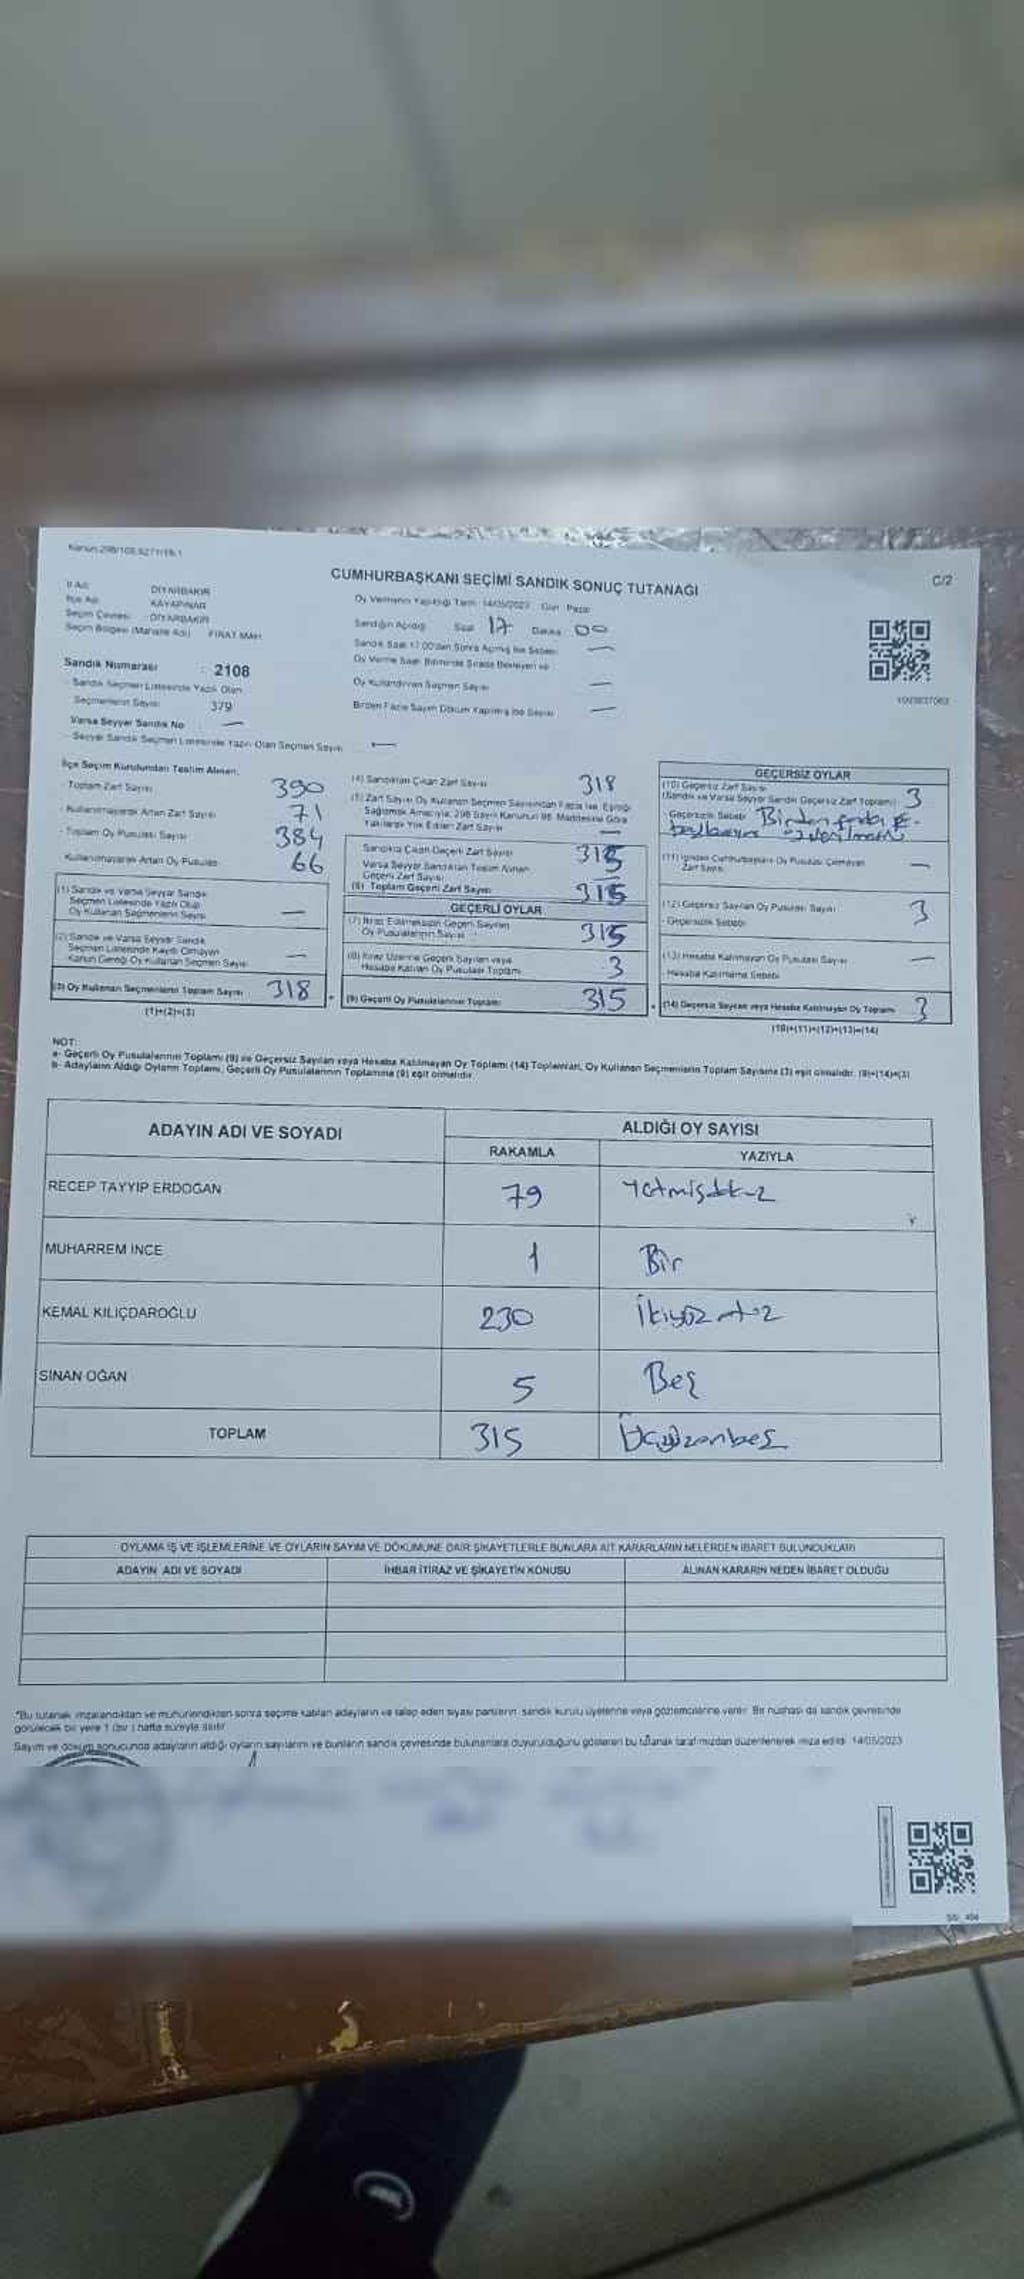 CUMHURBAŞKANI SEÇİMİ SANDIK SONUÇ TUTANAĞI
C/2
İl Adı DİYARBAKIR
İlçe Adı KAYAPINAR
Seçim Çevresi DİYARBAKIR
Seçim Bölgesi (Mahalle Adı) FIRAT MAH.
Oy Vermenin Yapıldığı Tarih 14/05/2023 Gün Pazar
Sandığın Açıldığı Saat 17 Dakika 00
Sandık Saat 17:00'den Sonra Açılmış İse Sebebi —
Oy Verme Saati Bitiminde Sırada Bekleyen ve
Oy Kullandırılan Seçmen Sayısı —
Birden Fazla Sayım Döküm Yapılmış İse Sebebi —
Sandık Numarası : 2108
Sandık Seçmen Listesinde Yazılı Olan
Seçmenlerin Sayısı 379
Varsa Seyyar Sandık No —
Seyyar Sandık Seçmen Listesinde Yazılı Olan Seçmen Sayısı —
İlçe Seçim Kurulundan Teslim Alınan;
Toplam Zarf Sayısı 390
Kullanılmayarak Artan Zarf Sayısı 71
Toplam Oy Pusulası Sayısı 384
Kullanılmayarak Artan Oy Pusulası 66
(1) Sandık ve Varsa Seyyar Sandık
Seçmen Listesinde Yazılı Olup
Oy Kullanan Seçmenlerin Sayısı —
(2) Sandık ve Varsa Seyyar Sandık
Seçmen Listesinde Kayıtlı Olmayan
Kanun Gereği Oy Kullanan Seçmen Sayısı —
(3) Oy Kullanan Seçmenlerin Toplam Sayısı 318
(1)+(2)=(3)
(4) Sandıktan Çıkan Zarf Sayısı 318
(5) Zarf Sayısı Oy Kullanan Seçmen Sayısından Fazla İse, Eşitliği
Sağlamak Amacıyla, 298 Sayılı Kanunun 98. Maddesine Göre
Yakılarak Yok Edilen Zarf Sayısı —
Sandıkta Çıkan Geçerli Zarf Sayısı 315
Varsa Seyyar Sandıktan Teslim Alınan
Geçerli Zarf Sayısı —
(6) Toplam Geçerli Zarf Sayısı 315
GEÇERLİ OYLAR
(7) İtiraz Edilmeksizin Geçerli Sayılan
Oy Pusulalarının Sayısı 315
(8) İtiraz Üzerine Geçerli Sayılan veya
Hesaba Katılan Oy Pusulası Toplamı 3
(9) Geçerli Oy Pusulalarının Toplamı 315
GEÇERSİZ OYLAR
(10) Geçersiz Zarf Sayısı
(Sandık ve Varsa Seyyar Sandık Geçersiz Zarf Toplamı) 3
Geçersizlik Sebebi Birden fazla
(11) İçinden Cumhurbaşkanı Oy Pusulası Çıkmayan
Zarf Sayısı —
(12) Geçersiz Sayılan Oy Pusulası Sayısı 3
Geçersizlik Sebebi
(13) Hesaba Katılmayan Oy Pusulası Sayısı —
Hesaba Katılmama Sebebi
(14) Geçersiz Sayılan veya Hesaba Katılmayan Oy Toplamı 3
(10)+(11)+(12)+(13)=(14)
NOT:
a- Geçerli Oy Pusulalarının Toplamı (9) ile Geçersiz Sayılan veya Hesaba Katılmayan Oy Toplamı (14) Toplamları, Oy Kullanan Seçmenlerin Toplam Sayısına (3) eşit olmalıdır. (9)+(14)=(3)
b- Adayların Aldığı Oyların Toplamı, Geçerli Oy Pusulalarının Toplamına (9) eşit olmalıdır.
ADAYIN ADI VE SOYADI
ALDIĞI OY SAYISI
RAKAMLA YAZIYLA
RECEP TAYYİP ERDOĞAN 79 Yetmişdokuz
MUHARREM İNCE 1 Bir
KEMAL KILIÇDAROĞLU 230 İkiyüzotuz
SİNAN OĞAN 5 Beş
TOPLAM 315 Üçyüzonbeş
OYLAMA İŞ VE İŞLEMLERİNE VE OYLARIN SAYIM VE DÖKÜMÜNE DAİR ŞİKAYETLERLE BUNLARA AİT KARARLARIN NELERDEN İBARET BULUNDUKLARI
ADAYIN ADI VE SOYADI İHBAR İTİRAZ VE ŞİKAYETİN KONUSU ALINAN KARARIN NEDEN İBARET OLDUĞU
*Bu tutanak imzalandıktan ve mühürlendikten sonra seçime katılan adayların ve talep eden siyasi partilerin sandık kurulu üyelerine veya gözlemcilerine verilir. Bir nüshası da sandık çevresinde
görülecek bir yere 1 (bir) hafta süreyle asılır.
Sayım ve döküm sonucunda adayların aldığı oyların sayılarını ve bunların sandık çevresinde bulunanlara duyurulduğunu gösteren bu tutanak tarafımızdan düzenlenerek imza edildi. 14/05/2023